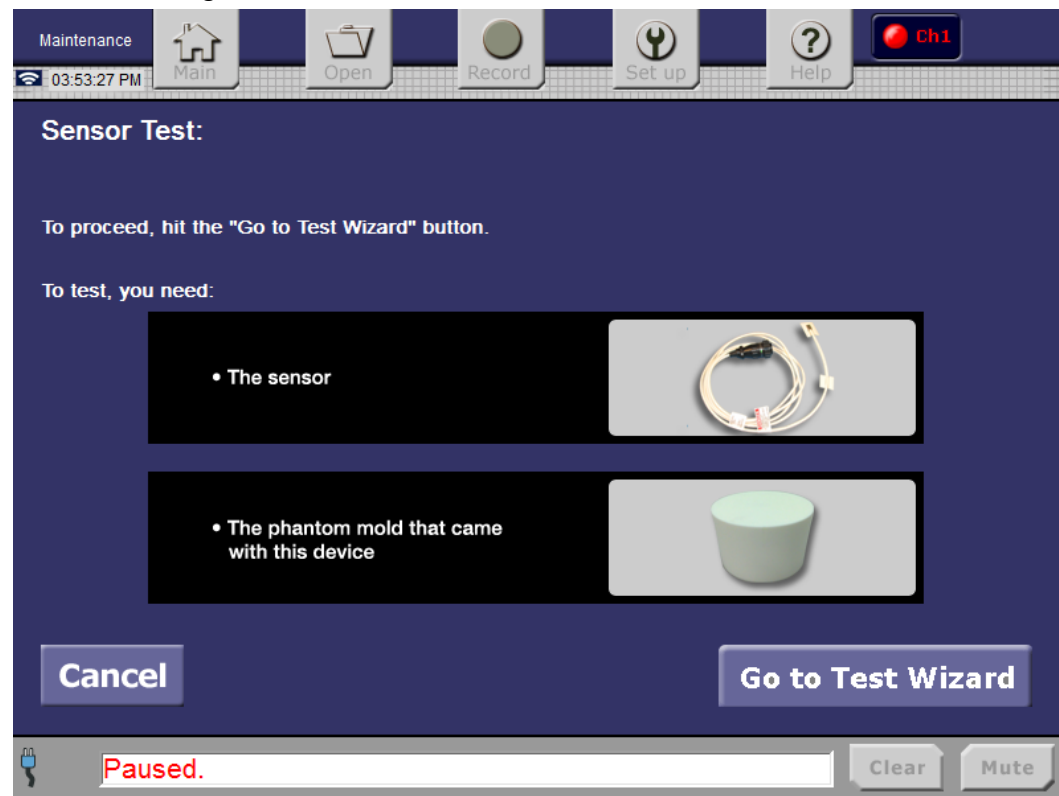 Maintenance
03:53:27 PM
Main
Open
Record
Set up
? Help
Ch1
Sensor Test:
To proceed, hit the "Go to Test Wizard" button.
To test, you need:
• The sensor
• The phantom mold that came
with this device
Cancel
Go to Test Wizard
Paused.
Clear
Mute